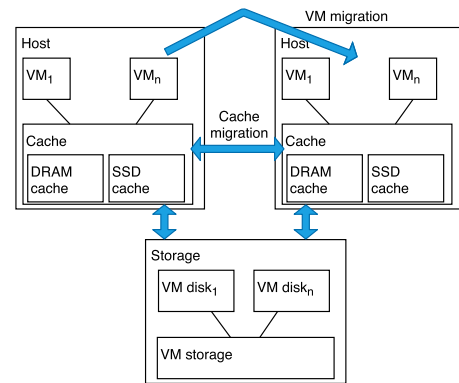 VM migration
Host
VM1
VMn
Cache
DRAM
cache
SSD
cache
Cache
migration
Host
VM1
VMn
Cache
DRAM
cache
SSD
cache
Storage
VM disk1
VM diskn
VM storage